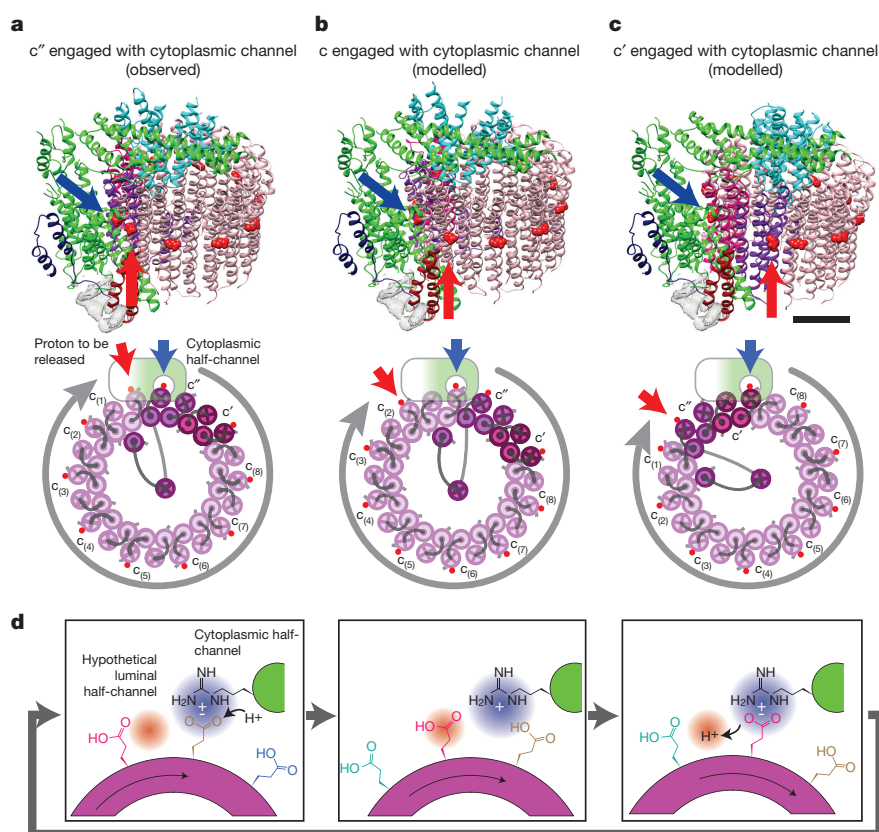 a
c″ engaged with cytoplasmic channel
(observed)
b
c engaged with cytoplasmic channel
(modelled)
c
c′ engaged with cytoplasmic channel
(modelled)
Proton to be
released
Cytoplasmic
half-channel
c″
c′
c(1)
c(2)
c(3)
c(4)
c(5)
c(6)
c(7)
c(8)
c″
c′
c(2)
c(3)
c(4)
c(5)
c(6)
c(7)
c(8)
c″
c′
c(1)
c(2)
c(3)
c(4)
c(5)
c(6)
c(7)
c(8)
d
Hypothetical
luminal
half-channel
Cytoplasmic half-
channel
NH
H₂N
NH
+
−
O
O
H+
O
HO
O
HO
NH
H₂N
NH
+
O
HO
O
HO
O
HO
NH
H₂N
NH
+
−
O
O
H+
O
HO
O
HO